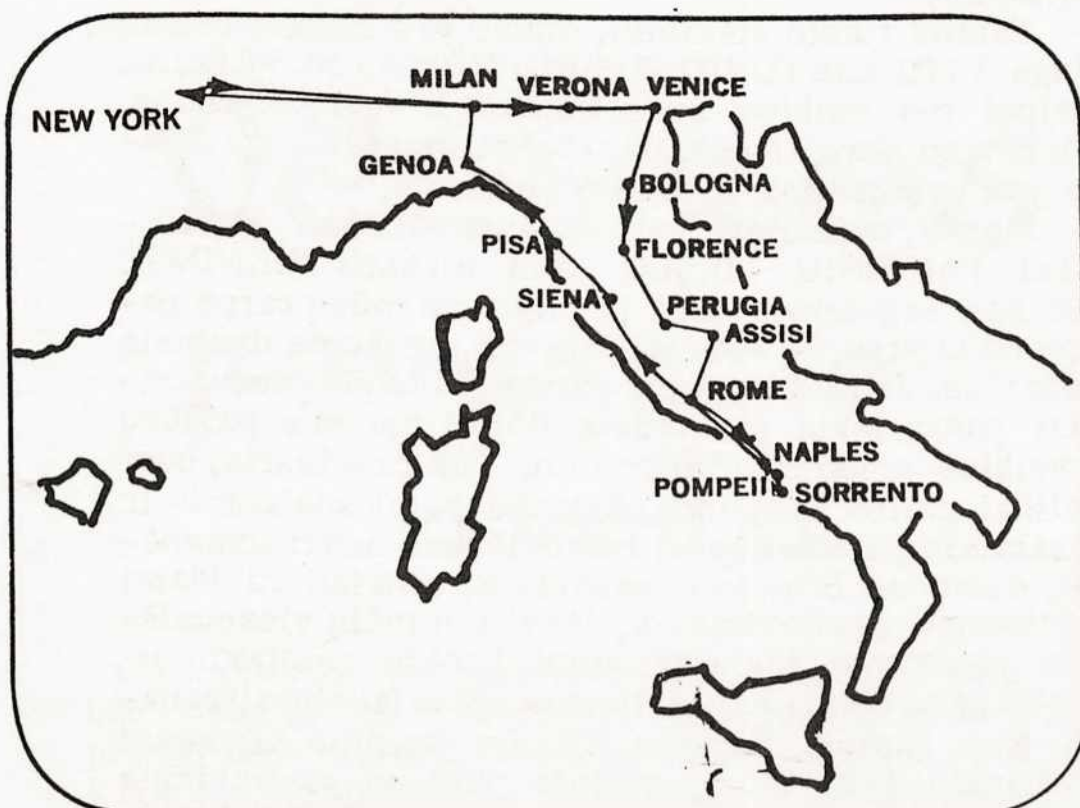 MILAN VERONA VENICE
NEW YORK
GENOA
BOLOGNA
PISA
FLORENCE
SIENA
PERUGIA
ASSISI
ROME
NAPLES
POMPEII
SORRENTO